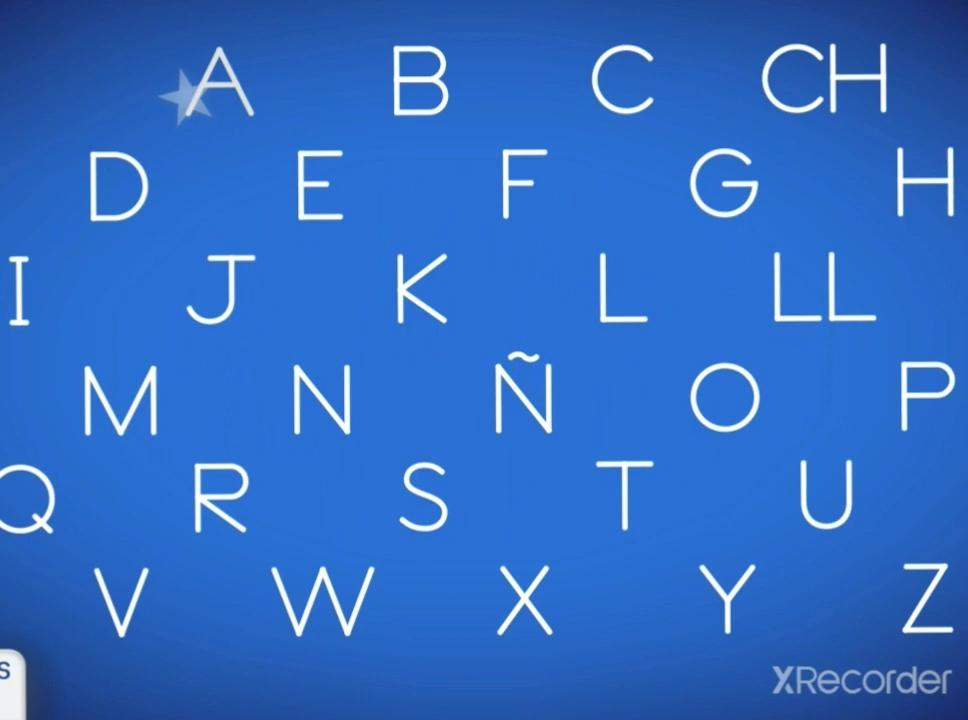 A B C CH
D E F G H
I J K L LL
M N Ñ O P
Q R S T U
V W X Y Z
S
XRecorder